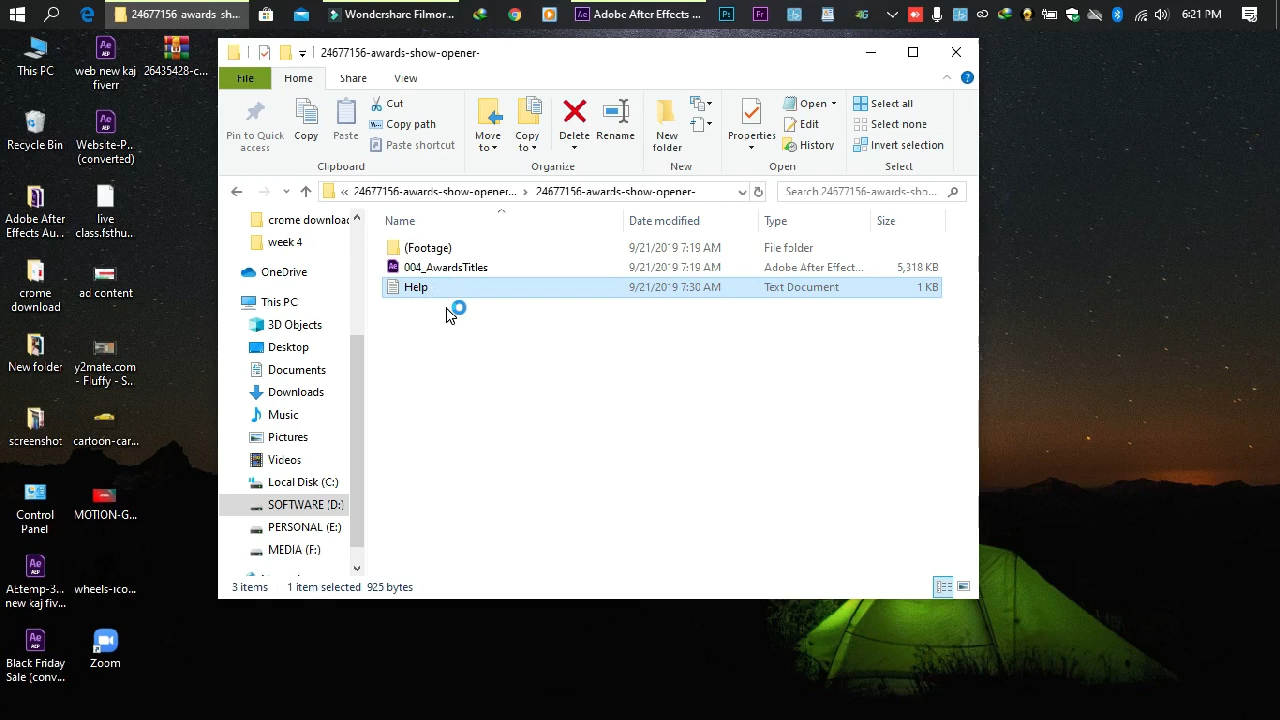 24677156-awards-sho...
Wondershare Filmor...
Adobe After Effects ...
6:21 PM
24677156-awards-show-opener-
File
Home
Share
View
Pin to Quick access
Copy
Paste
Cut
Copy path
Paste shortcut
Clipboard
Move to
Copy to
Delete
Rename
Organize
New folder
New
Properties
Open
Edit
History
Open
Select all
Select none
Invert selection
Select
« 24677156-awards-show-opener... > 24677156-awards-show-opener-
Search 24677156-awards-sho...
Name
Date modified
Type
Size
(Footage)
9/21/2019 7:19 AM
File folder
004_AwardsTitles
9/21/2019 7:19 AM
Adobe After Effect...
5,318 KB
Help
9/21/2019 7:30 AM
Text Document
1 KB
crome download
week 4
OneDrive
This PC
3D Objects
Desktop
Documents
Downloads
Music
Pictures
Videos
Local Disk (C:)
SOFTWARE (D:)
PERSONAL (E:)
MEDIA (F:)
3 items
1 item selected 925 bytes
This PC
web new kaj fiverr
26435428-c...
Recycle Bin
Website-P... (converted)
Adobe After Effects Au...
live class.fsthu...
crome download
ad content
New folder
y2mate.com - Fluffy - S...
screenshot
cartoon-car...
Control Panel
MOTION-G...
Attemp-3... new kaj fiv...
wheels-ico...
Black Friday Sale (conv...
Zoom